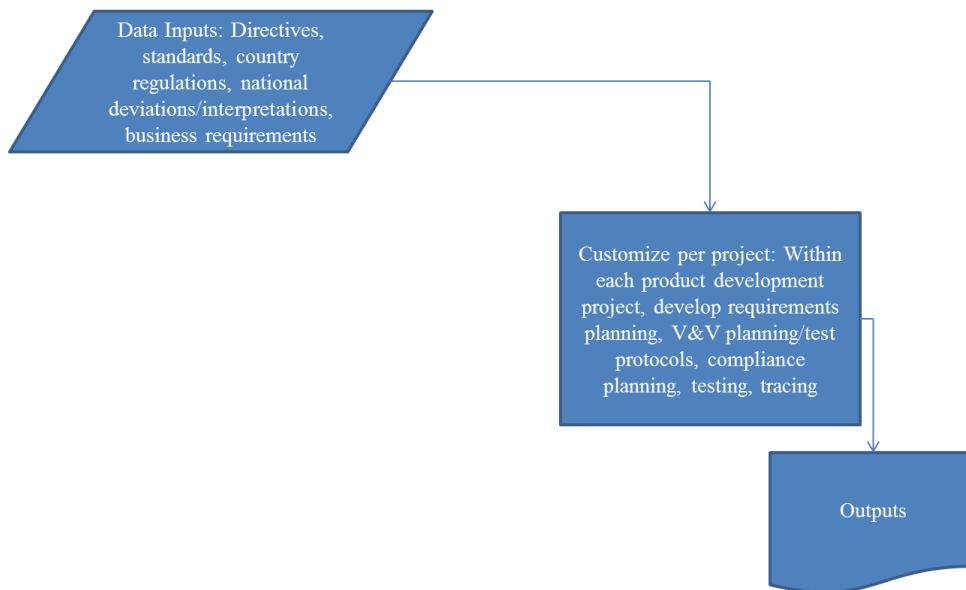 Data Inputs: Directives,
standards, country
regulations, national
deviations/interpretations,
business requirements
Customize per project: Within
each product development
project, develop requirements
planning, V&V planning/test
protocols, compliance
planning, testing, tracing
Outputs